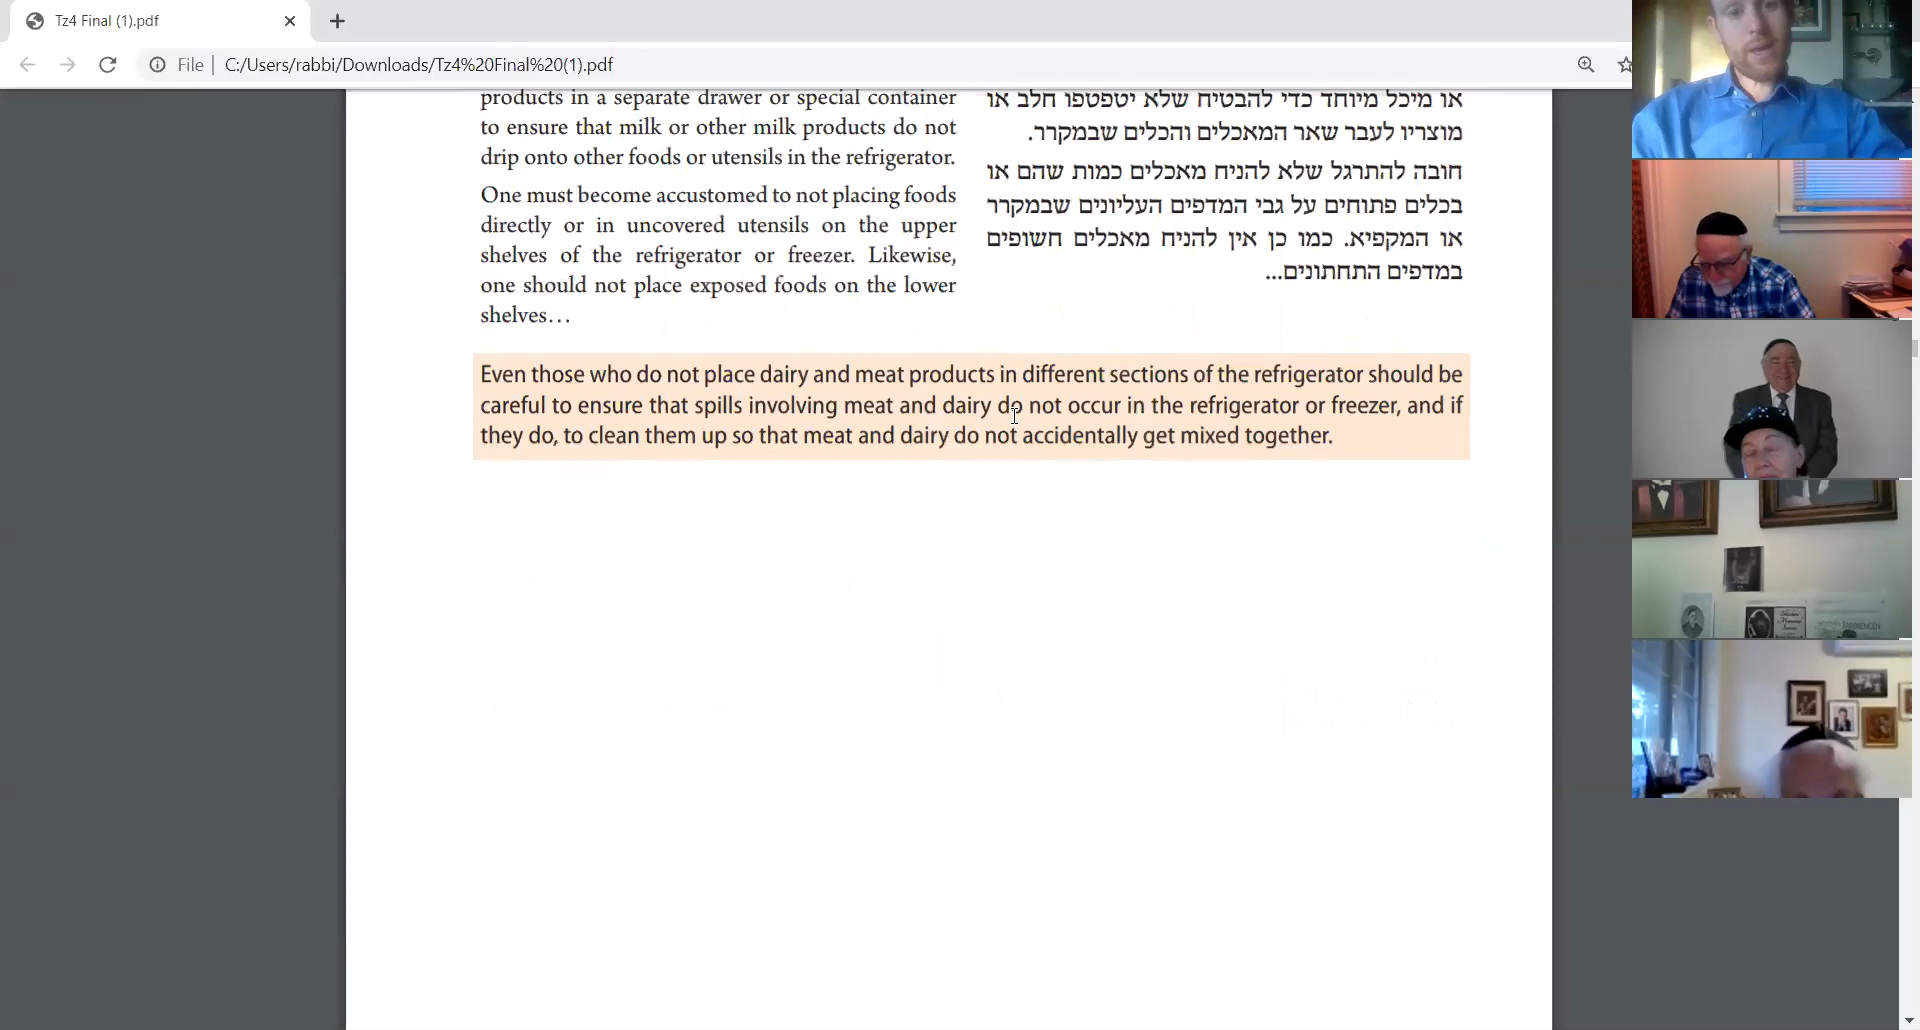 Tz4 Final (1).pdf
File
C:/Users/rabbi/Downloads/Tz4%20Final%20(1).pdf
products in a separate drawer or special container
to ensure that milk or other milk products do not
drip onto other foods or utensils in the refrigerator.
One must become accustomed to not placing foods
directly or in uncovered utensils on the upper
shelves of the refrigerator or freezer. Likewise,
one should not place exposed foods on the lower
shelves…
או מיכל מיוחד כדי להבטיח שלא יטפטפו חלב או
מוצריו לעבר שאר המאכלים והכלים שבמקרר.
חובה להתרגל שלא להניח מאכלים כמות שהם או
בכלים פתוחים על גבי המדפים העליונים שבמקרר
או המקפיא. כמו כן אין להניח מאכלים חשופים
במדפים התחתונים...
Even those who do not place dairy and meat products in different sections of the refrigerator should be
careful to ensure that spills involving meat and dairy do not occur in the refrigerator or freezer, and if
they do, to clean them up so that meat and dairy do not accidentally get mixed together.